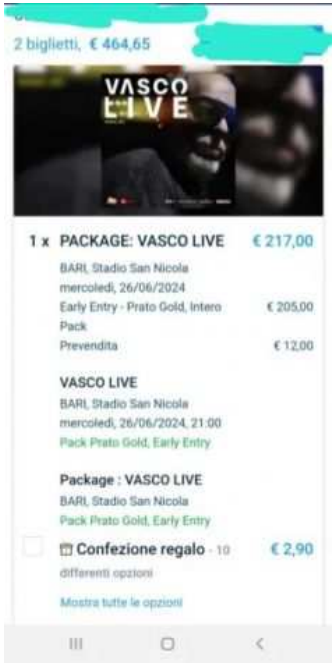 2 biglietti, € 464,65
VASCO
LIVE
1 x PACKAGE: VASCO LIVE € 217,00
BARI, Stadio San Nicola
mercoledì, 26/06/2024
Early Entry - Prato Gold, Intero € 205,00
Pack
Prevendita € 12,00
VASCO LIVE
BARI, Stadio San Nicola
mercoledì, 26/06/2024, 21:00
Pack Prato Gold, Early Entry
Package : VASCO LIVE
BARI, Stadio San Nicola
Pack Prato Gold, Early Entry
Confezione regalo - 10 € 2,90
differenti opzioni
Mostra tutte le opzioni